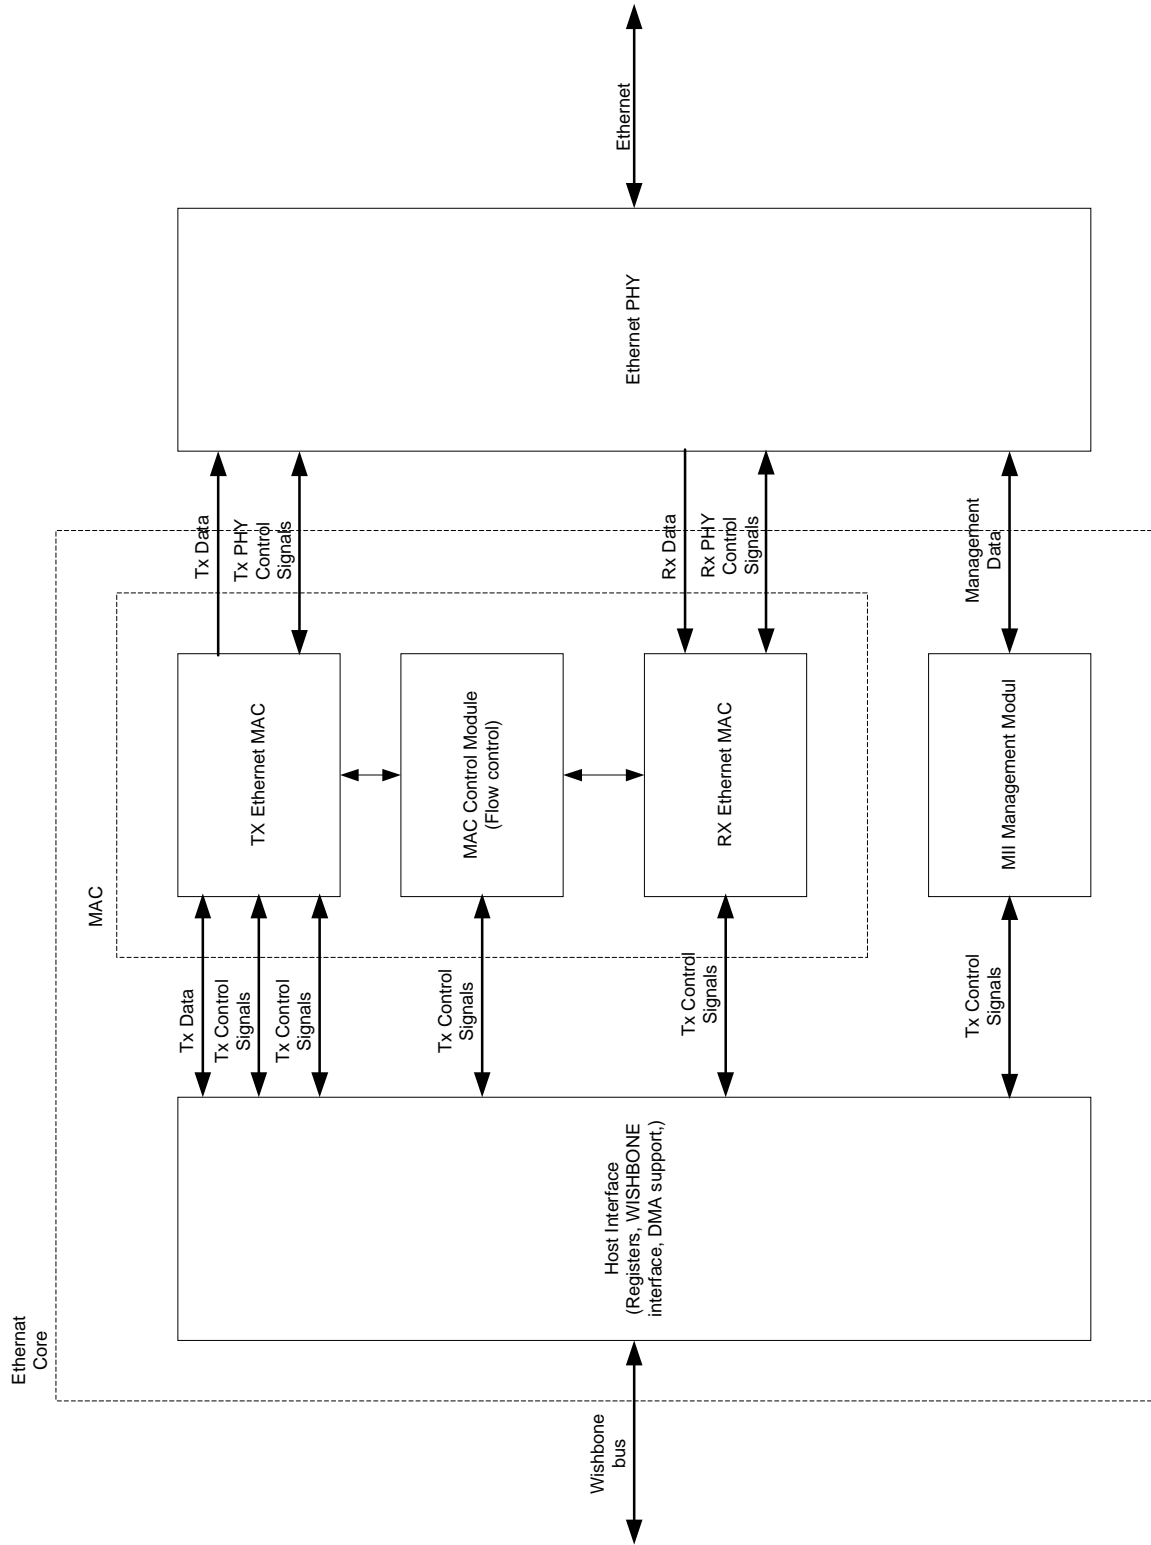 Ethernat
Core
MAC
Wishbone
bus
Host Interface
(Registers, WISHBONE
interface, DMA support,)
Tx Data
Tx Control
Signals
Tx Control
Signals
Tx Control
Signals
Tx Control
Signals
Tx Control
Signals
TX Ethernet MAC
MAC Control Module
(Flow control)
RX Ethernet MAC
MII Management Modul
Tx Data
Tx PHY
Control
Signals
Rx Data
Rx PHY
Control
Signals
Management
Data
Ethernet PHY
Ethernet